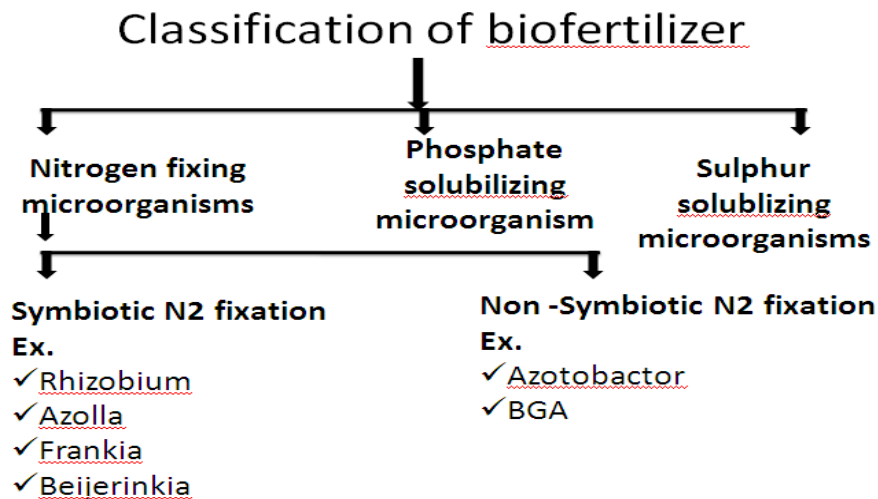 Classification of biofertilizer
Nitrogen fixing
microorganisms
Phosphate
solubilizing
microorganism
Sulphur
solublizing
microorganisms
Symbiotic N2 fixation
Ex.
✓Rhizobium
✓Azolla
✓Frankia
✓Beijerinkia
Non -Symbiotic N2 fixation
Ex.
✓Azotobactor
✓BGA